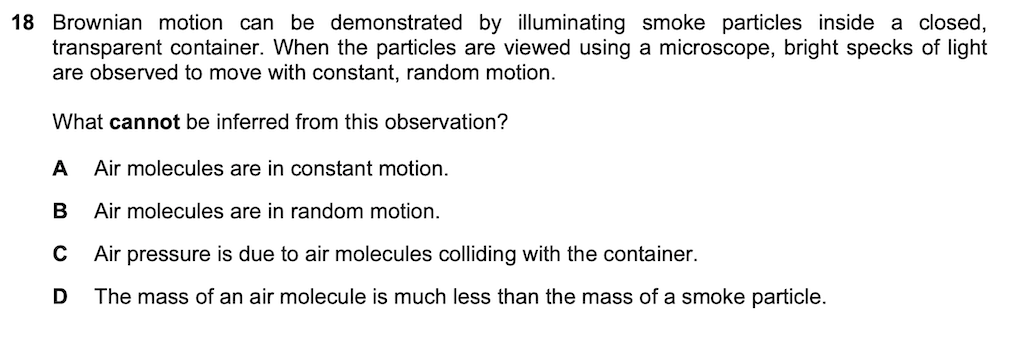 18 Brownian motion can be demonstrated by illuminating smoke particles inside a closed,
transparent container. When the particles are viewed using a microscope, bright specks of light
are observed to move with constant, random motion.
What cannot be inferred from this observation?
A Air molecules are in constant motion.
B Air molecules are in random motion.
C Air pressure is due to air molecules colliding with the container.
D The mass of an air molecule is much less than the mass of a smoke particle.